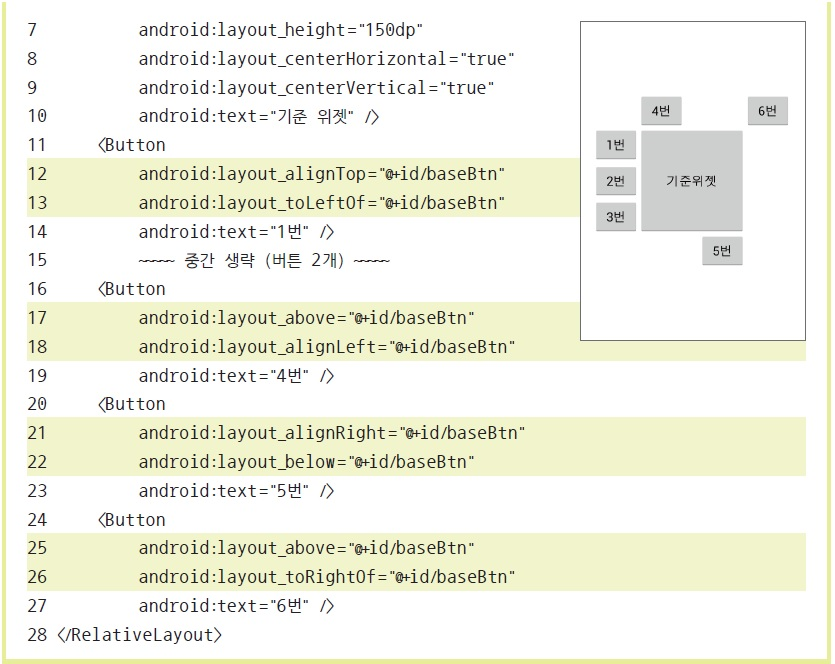 7 android:layout_height="150dp"
8 android:layout_centerHorizontal="true"
9 android:layout_centerVertical="true"
10 android:text="기준 위젯" />
11 <Button
12 android:layout_alignTop="@+id/baseBtn"
13 android:layout_toLeftOf="@+id/baseBtn"
14 android:text="1번" />
15 ~~~~~ 중간 생략 (버튼 2개) ~~~~~
16 <Button
17 android:layout_above="@+id/baseBtn"
18 android:layout_alignLeft="@+id/baseBtn"
19 android:text="4번" />
20 <Button
21 android:layout_alignRight="@+id/baseBtn"
22 android:layout_below="@+id/baseBtn"
23 android:text="5번" />
24 <Button
25 android:layout_above="@+id/baseBtn"
26 android:layout_toRightOf="@+id/baseBtn"
27 android:text="6번" />
28 </RelativeLayout>
4번 6번
1번
2번 기준위젯
3번
5번